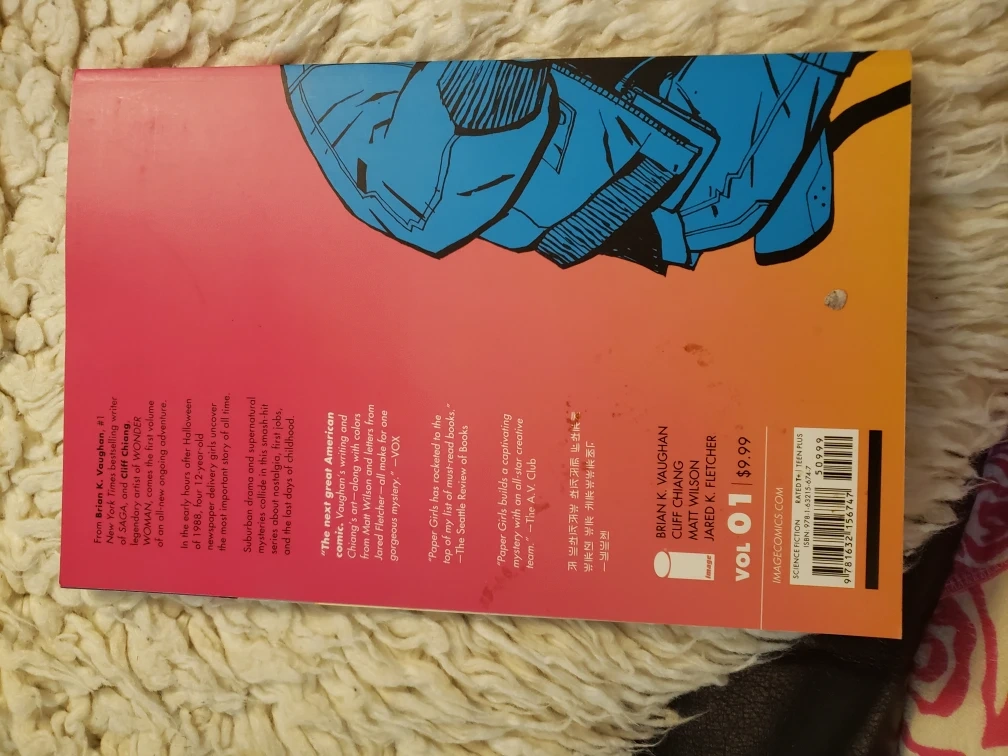 From Brian K. Vaughan, #1
New York Times bestselling writer
of SAGA, and Cliff Chiang,
legendary artist of WONDER
WOMAN, comes the first volume
of an all-new ongoing adventure.
In the early hours after Halloween
of 1988, four 12-year-old
newspaper delivery girls uncover
the most important story of all time.
Suburban drama and supernatural
mysteries collide in this smash-hit
series about nostalgia, first jobs,
and the last days of childhood.
"The next great American
comic. Vaughan's writing and
Chiang's art—along with colors
from Matt Wilson and letters from
Jared Fletcher—all make for one
gorgeous mystery." —VOX
"Paper Girls has rocketed to the
top of my list of must-read books."
—The Seattle Review of Books
"Paper Girls builds a captivating
mystery with an all-star creative
team." —The A.V. Club
image
BRIAN K. VAUGHAN
CLIFF CHIANG
MATT WILSON
JARED K. FLETCHER
VOL 01 | $9.99
IMAGECOMICS.COM
SCIENCE FICTION RATED T+ | TEEN PLUS
ISBN: 978-1-63215-674-7
50999
9781632156747